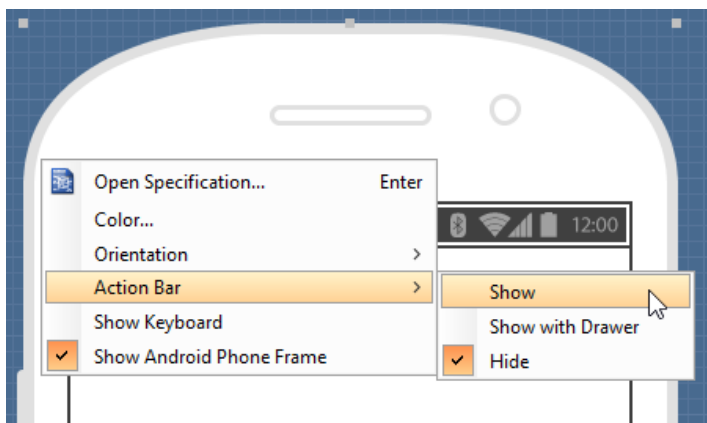 Open Specification... Enter
Color...
12:00
Orientation
Action Bar
Show
Show Keyboard
Show with Drawer
Show Android Phone Frame
Hide